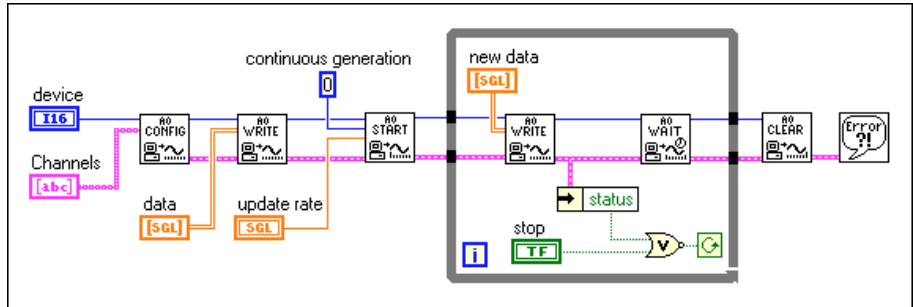 continuous generation
0
new data
[SGL]
device
I16
AO
CONFIG
AO
WRITE
AO
START
AO
WRITE
AO
WAIT
AO
CLEAR
Error
?!
Channels
[abc]
data
[SGL]
update rate
SGL
status
stop
TF
V
i